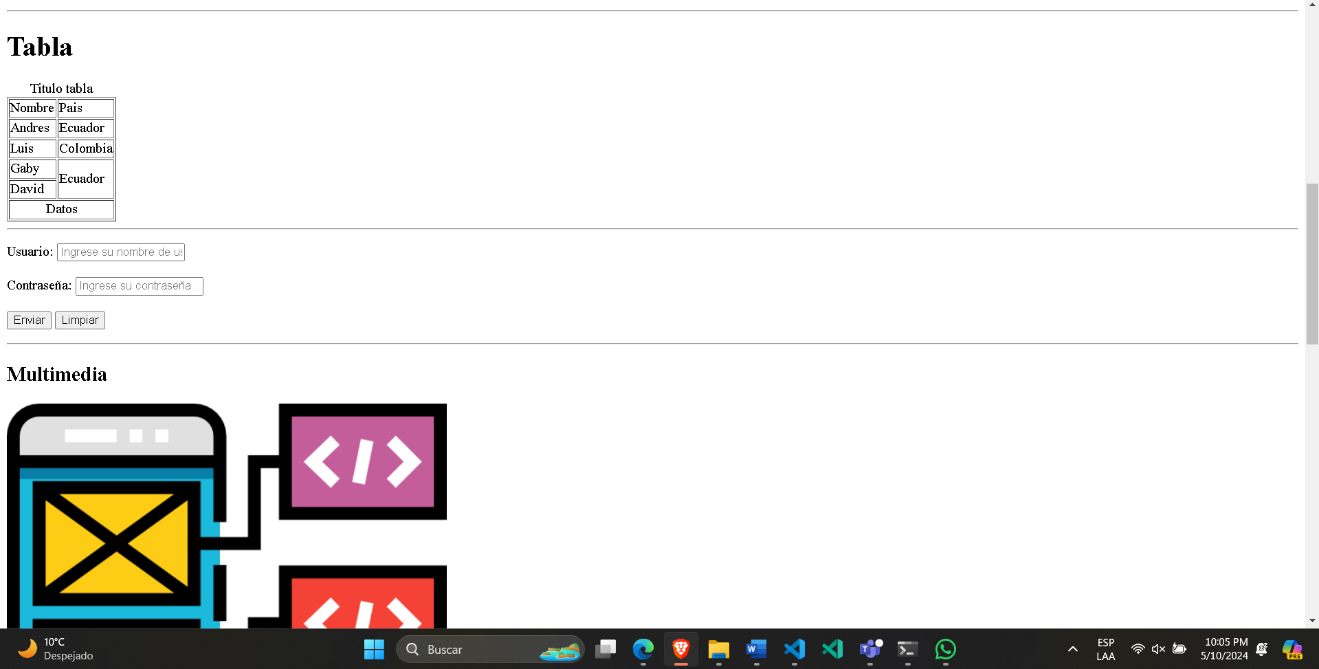 Tabla
Titulo tabla
Nombre Pais
Andres Ecuador
Luis Colombia
Gaby
Ecuador
David
Datos
Usuario: Ingrese su nombre de us
Contraseña: Ingrese su contraseña
Enviar Limpiar
Multimedia
</> 
</>
10°C
Despejado
Buscar
ESP
LAA
10:05 PM
5/10/2024